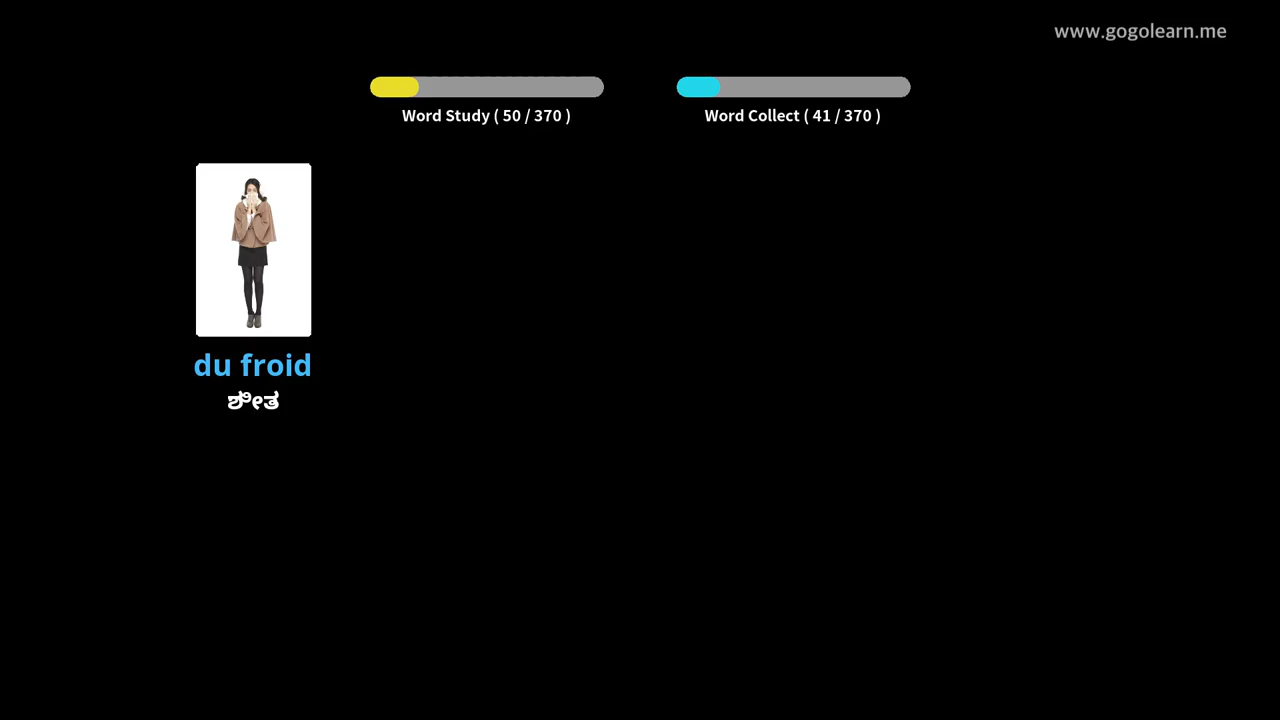 www.gogolearn.me
Word Study ( 50 / 370 )
Word Collect ( 41 / 370 )
du froid
ಶೀತ